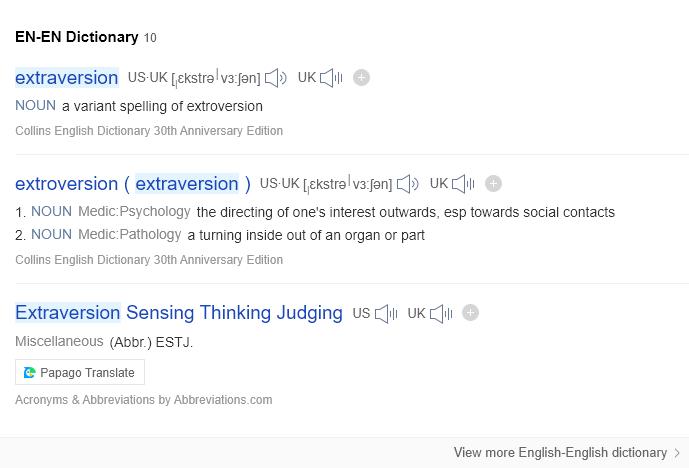 EN-EN Dictionary 10
extraversion US·UK [ˌɛkstrəˈvɜːʃən] UK
NOUN a variant spelling of extroversion
Collins English Dictionary 30th Anniversary Edition
extroversion ( extraversion ) US·UK [ˌɛkstrəˈvɜːʃən] UK
1. NOUN Medic:Psychology the directing of one's interest outwards, esp towards social contacts
2. NOUN Medic:Pathology a turning inside out of an organ or part
Collins English Dictionary 30th Anniversary Edition
Extraversion Sensing Thinking Judging US UK
Miscellaneous (Abbr.) ESTJ.
Papago Translate
Acronyms & Abbreviations by Abbreviations.com
View more English-English dictionary